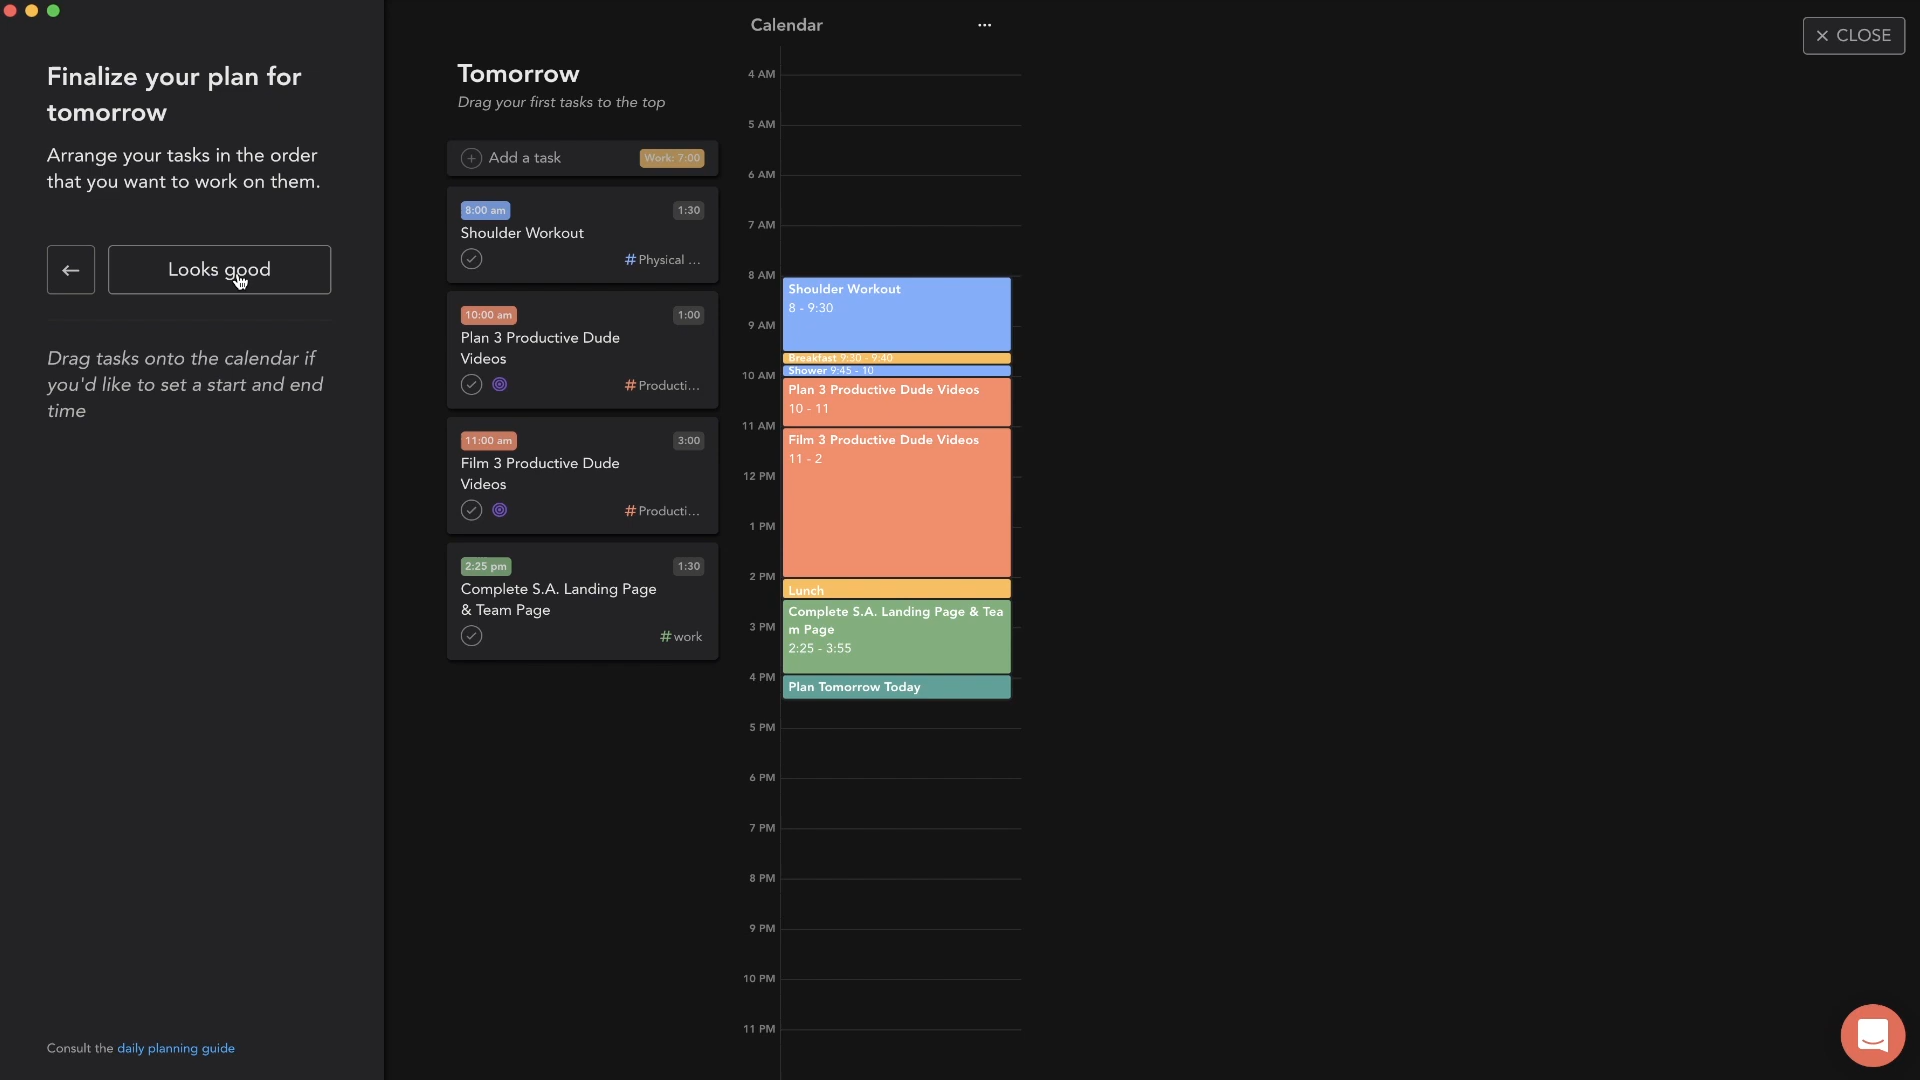 Finalize your plan for
tomorrow
Arrange your tasks in the order
that you want to work on them.
Looks good
Drag tasks onto the calendar if
you'd like to set a start and end
time
Consult the daily planning guide
Tomorrow
Drag your first tasks to the top
Add a task
Work: 7:00
8:00 am
1:30
Shoulder Workout
# Physical ...
10:00 am
1:00
Plan 3 Productive Dude
Videos
# Producti...
11:00 am
3:00
Film 3 Productive Dude
Videos
# Producti...
2:25 pm
1:30
Complete S.A. Landing Page
& Team Page
# work
Calendar
...
4 AM
5 AM
6 AM
7 AM
8 AM
Shoulder Workout
8 - 9:30
9 AM
Breakfast 9:30 - 9:40
Shower 9:45 - 10
10 AM
Plan 3 Productive Dude Videos
10 - 11
11 AM
Film 3 Productive Dude Videos
11 - 2
12 PM
1 PM
2 PM
Lunch
Complete S.A. Landing Page & Tea
m Page
3 PM
2:25 - 3:55
4 PM
Plan Tomorrow Today
5 PM
6 PM
7 PM
8 PM
9 PM
10 PM
11 PM
CLOSE